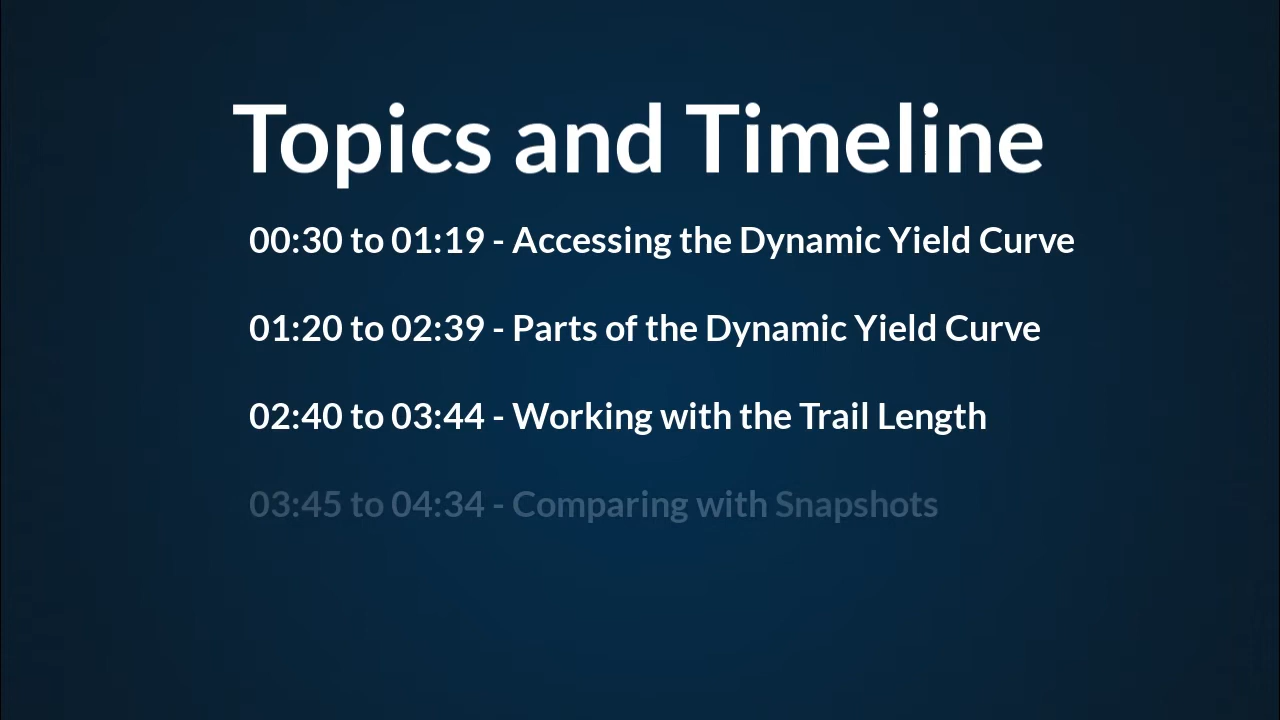 Topics and Timeline
00:30 to 01:19 - Accessing the Dynamic Yield Curve
01:20 to 02:39 - Parts of the Dynamic Yield Curve
02:40 to 03:44 - Working with the Trail Length
03:45 to 04:34 - Comparing with Snapshots